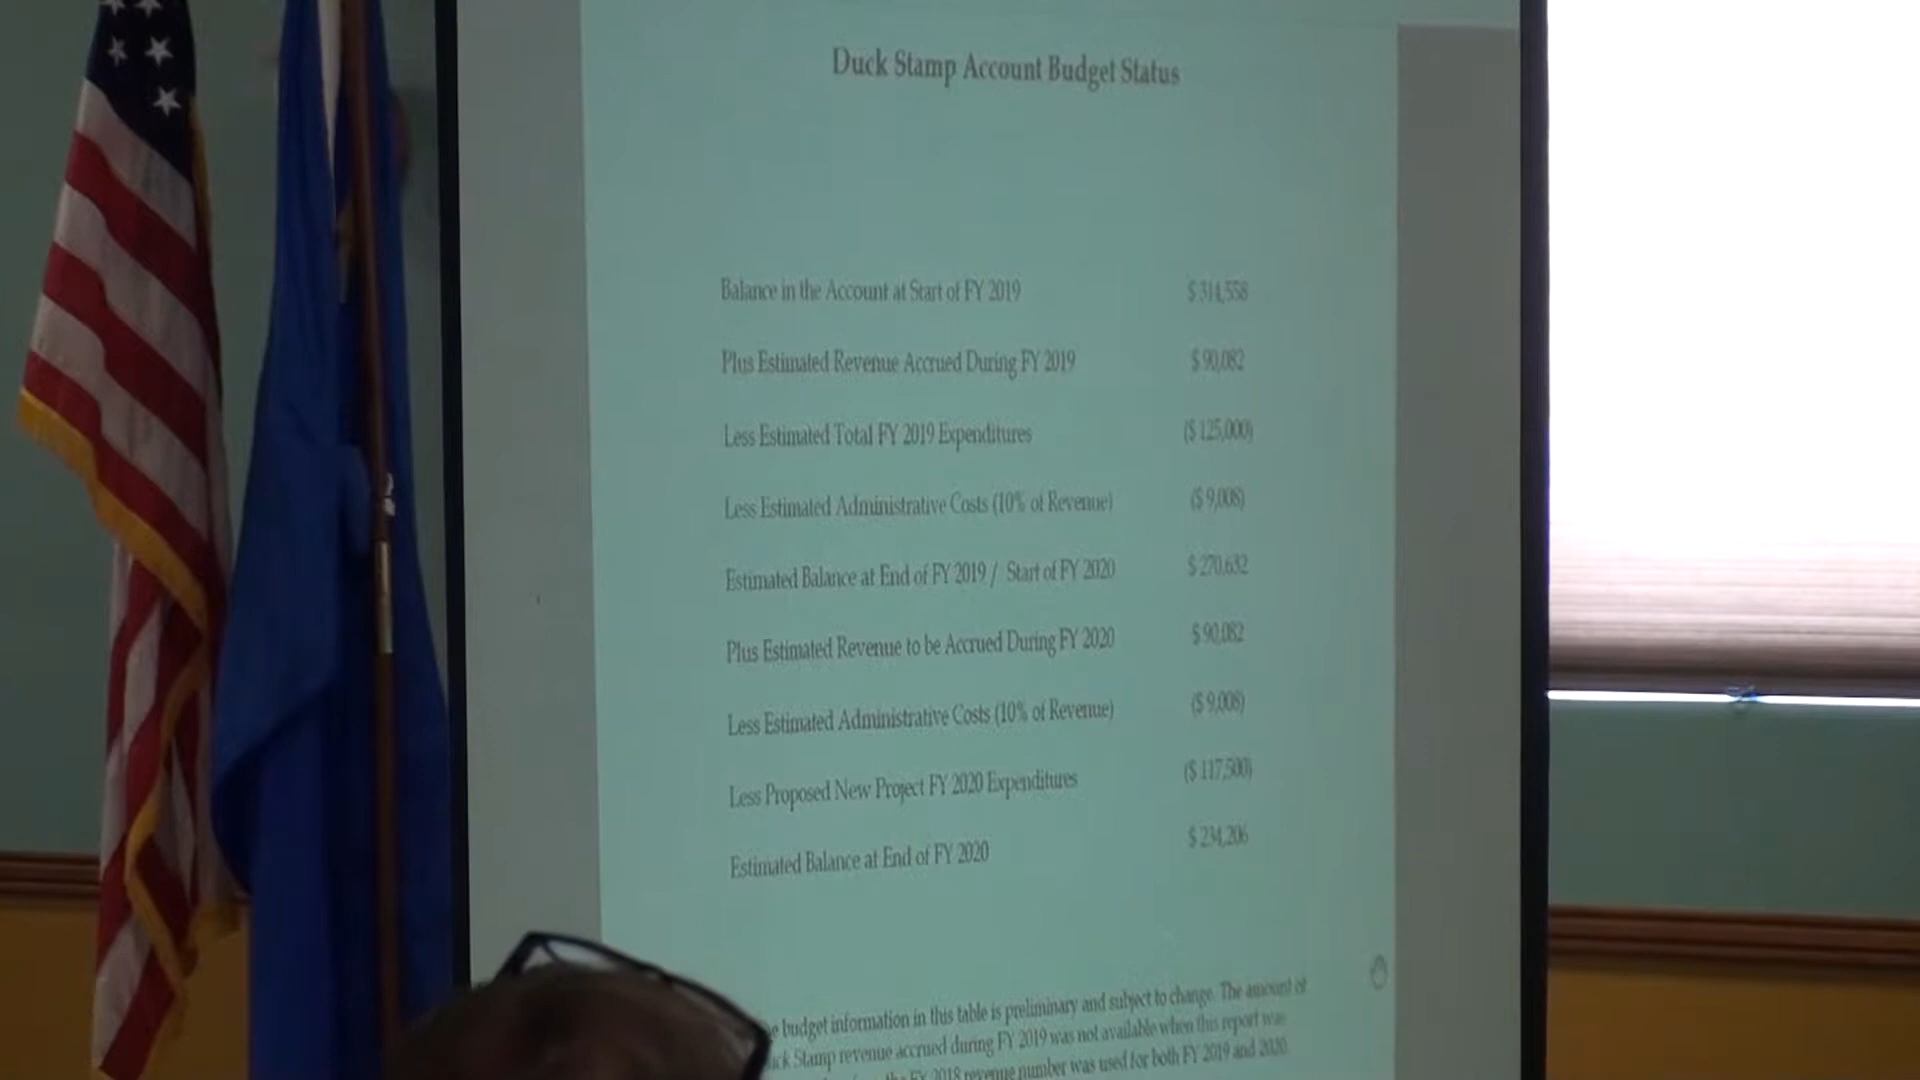 Duck Stamp Account Budget Status
Balance in the Account at Start of FY 2019 $ 314,558
Plus Estimated Revenue Accrued During FY 2019 $ 90,082
Less Estimated Total FY 2019 Expenditures ($ 125,000)
Less Estimated Administrative Costs (10% of Revenue) ($ 9,008)
Estimated Balance at End of FY 2019 / Start of FY 2020 $ 270,632
Plus Estimated Revenue to be Accrued During FY 2020 $ 90,082
Less Estimated Administrative Costs (10% of Revenue) ($ 9,008)
Less Proposed New Project FY 2020 Expenditures ($ 117,500)
Estimated Balance at End of FY 2020 $ 234,206
budget information in this table is preliminary and subject to change. The amount of
Stamp revenue accrued during FY 2019 was not available when this report was
the FY 2018 revenue number was used for both FY 2019 and 2020